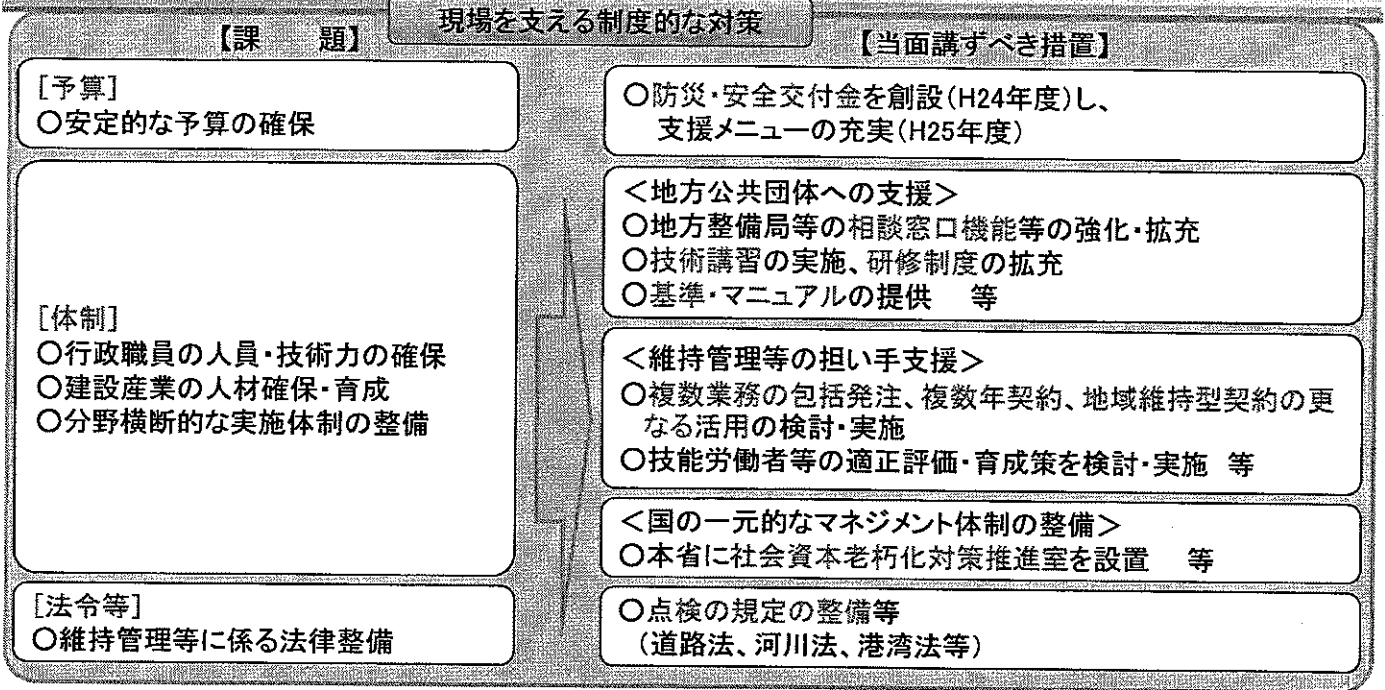 現場を支える制度的な対策
【課　　題】
[予算]
○安定的な予算の確保
[体制]
○行政職員の人員・技術力の確保
○建設産業の人材確保・育成
○分野横断的な実施体制の整備
[法令等]
○維持管理等に係る法律整備
【当面講ずべき措置】
○防災・安全交付金を創設(H24年度)し、
支援メニューの充実(H25年度)
＜地方公共団体への支援＞
○地方整備局等の相談窓口機能等の強化・拡充
○技術講習の実施、研修制度の拡充
○基準・マニュアルの提供　等
＜維持管理等の担い手支援＞
○複数業務の包括発注、複数年契約、地域維持型契約の更
なる活用の検討・実施
○技能労働者等の適正評価・育成策を検討・実施　等
＜国の一元的なマネジメント体制の整備＞
○本省に社会資本老朽化対策推進室を設置　等
○点検の規定の整備等
（道路法、河川法、港湾法等）